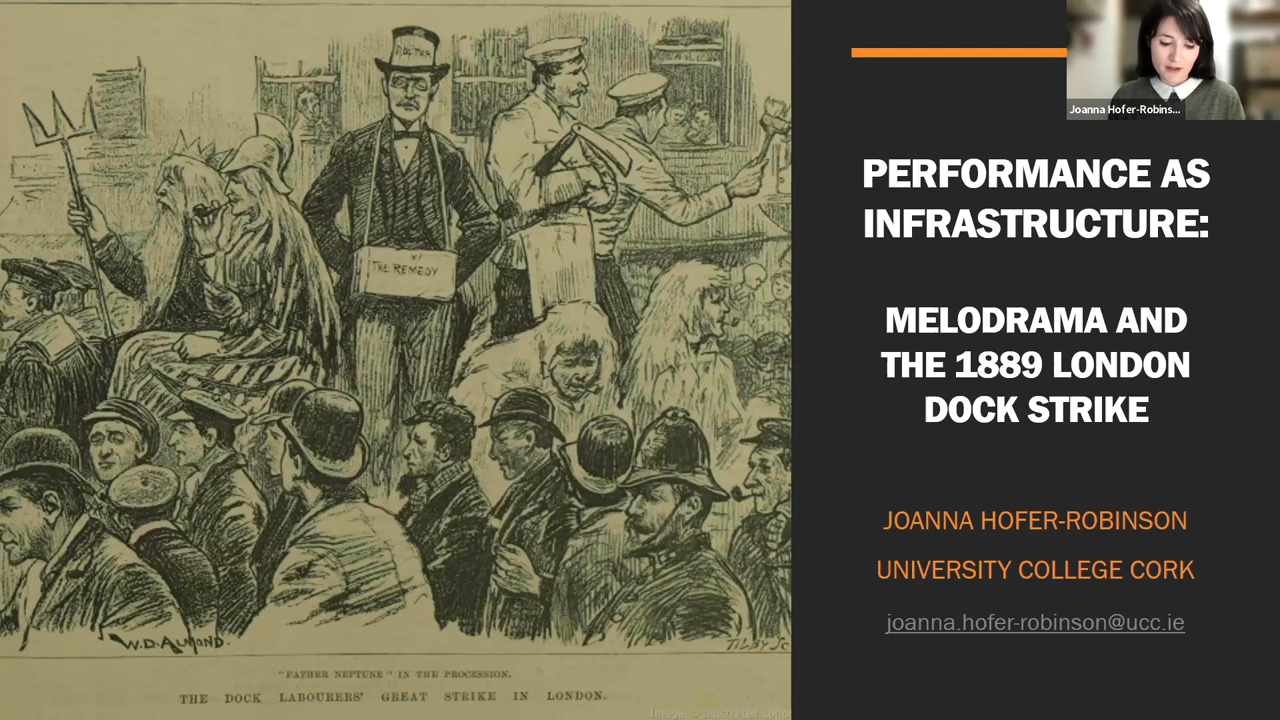 DOCTOR
THE REMEDY
W.D. ALMOND.
TILBY SC
"FATHER NEPTUNE" IN THE PROCESSION.
THE DOCK LABOURERS' GREAT STRIKE IN LONDON.
Joanna Hofer-Robins...
PERFORMANCE AS
INFRASTRUCTURE:
MELODRAMA AND
THE 1889 LONDON
DOCK STRIKE
JOANNA HOFER-ROBINSON
UNIVERSITY COLLEGE CORK
joanna.hofer-robinson@ucc.ie